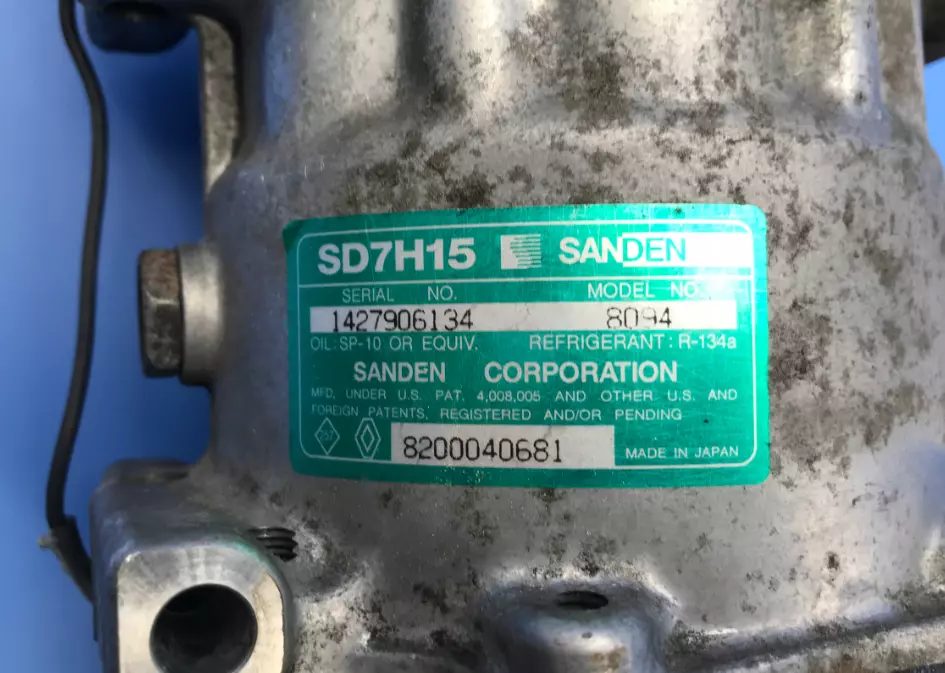 SD7H15 SANDEN
SERIAL NO. MODEL NO.
1427906134 8094
OIL: SP-10 OR EQUIV. REFRIGERANT: R-134a
SANDEN CORPORATION
MFD. UNDER U.S. PAT. 4,008,005 AND OTHER U.S. AND
FOREIGN PATENTS, REGISTERED AND/OR PENDING
757 8200040681 MADE IN JAPAN